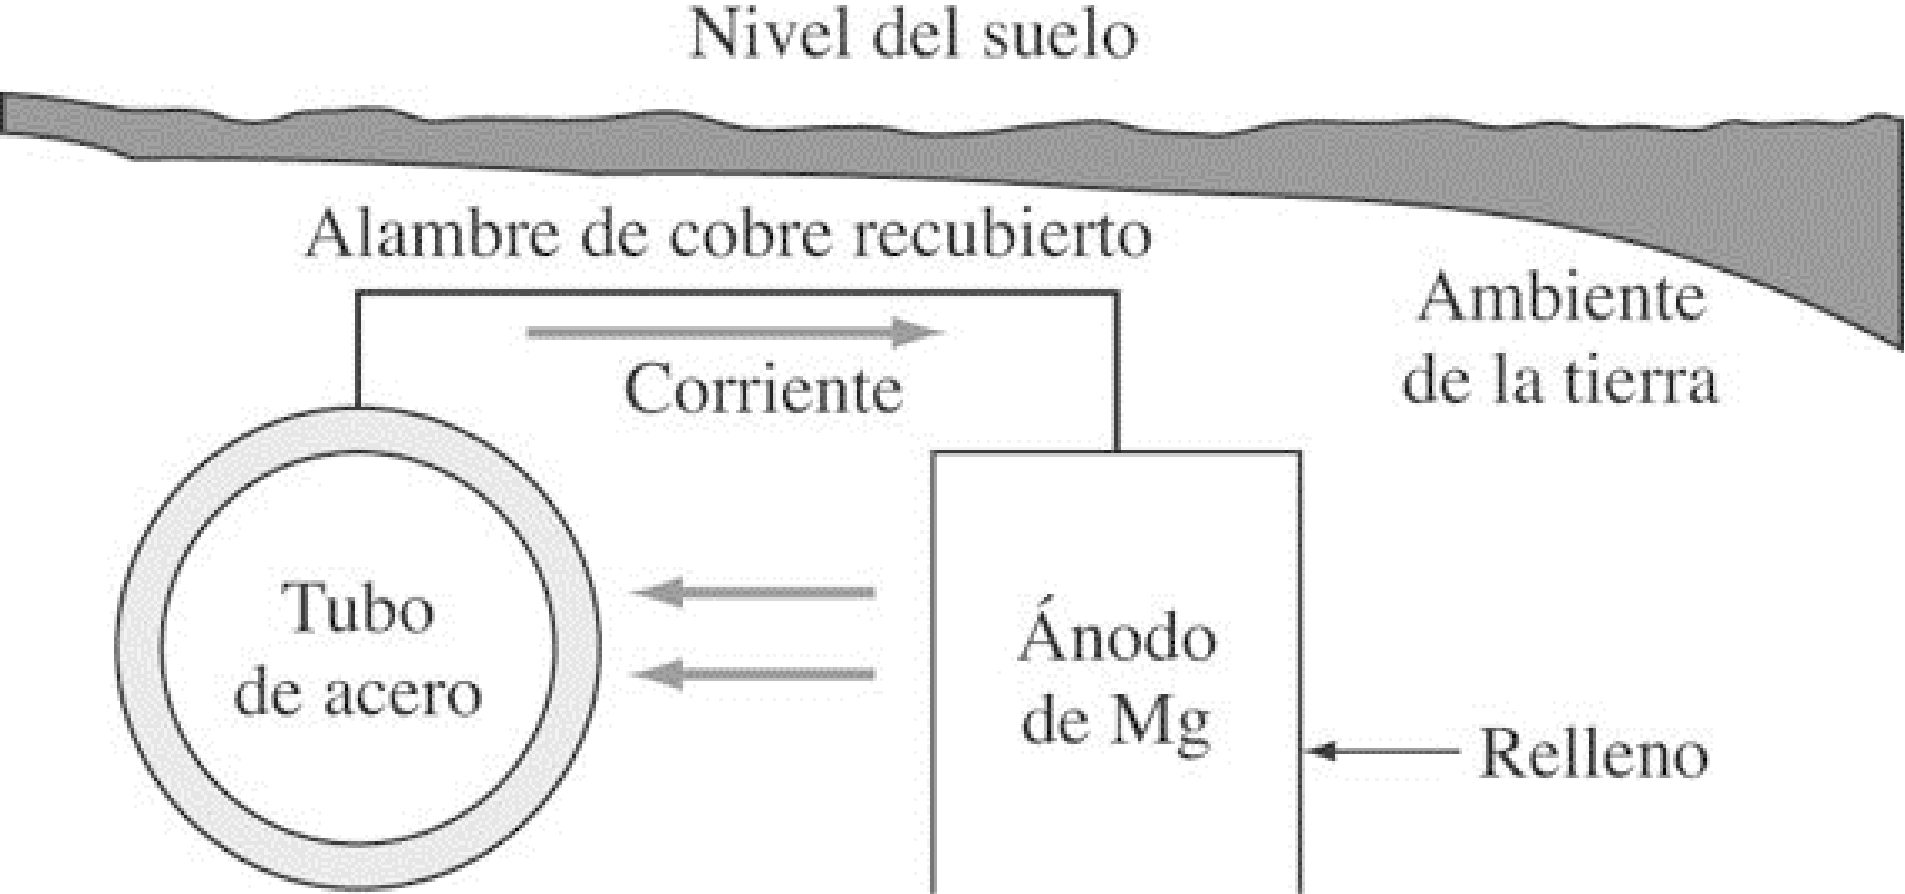 Nivel del suelo
Alambre de cobre recubierto
Ambiente
de la tierra
Corriente
Tubo
de acero
Ánodo
de Mg
Relleno